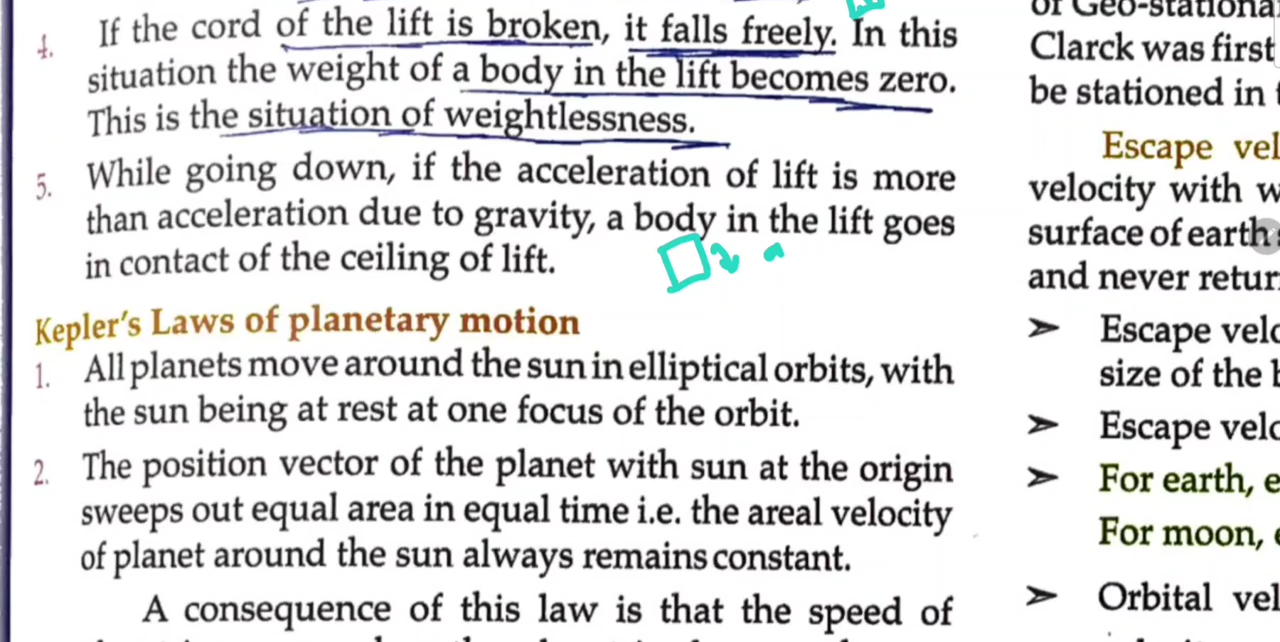 4. If the cord of the lift is broken, it falls freely. In this
situation the weight of a body in the lift becomes zero.
This is the situation of weightlessness.
5. While going down, if the acceleration of lift is more
than acceleration due to gravity, a body in the lift goes
in contact of the ceiling of lift.
Kepler's Laws of planetary motion
1. All planets move around the sun in elliptical orbits, with
the sun being at rest at one focus of the orbit.
2. The position vector of the planet with sun at the origin
sweeps out equal area in equal time i.e. the areal velocity
of planet around the sun always remains constant.
A consequence of this law is that the speed of
of Geo-stationa
Clarck was first
be stationed in
Escape vel
velocity with w
surface of earth
and never retur
➤ Escape velo
size of the b
➤ Escape velo
➤ For earth, e
For moon, e
➤ Orbital vel